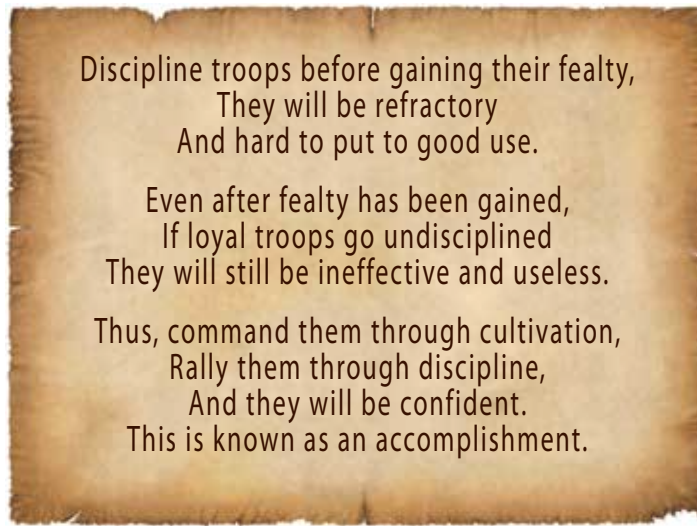 Discipline troops before gaining their fealty,
They will be refractory
And hard to put to good use.
Even after fealty has been gained,
If loyal troops go undisciplined
They will still be ineffective and useless.
Thus, command them through cultivation,
Rally them through discipline,
And they will be confident.
This is known as an accomplishment.